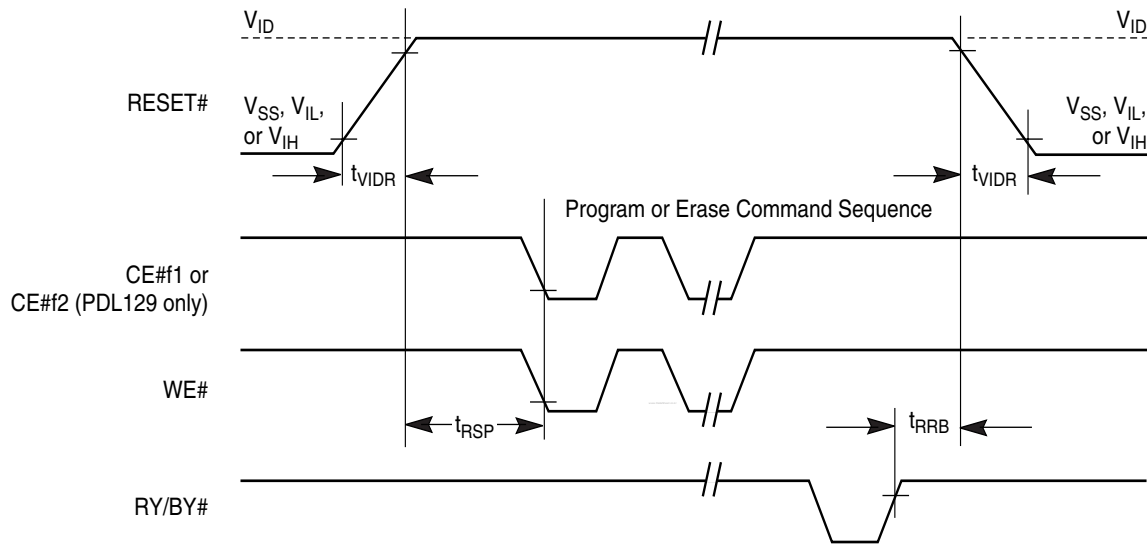 VID
VID
RESET#
VSS, VIL,
or VIH
VSS, VIL,
or VIH
tVIDR
tVIDR
Program or Erase Command Sequence
CE#f1 or
CE#f2 (PDL129 only)
WE#
tRSP
tRRB
RY/BY#